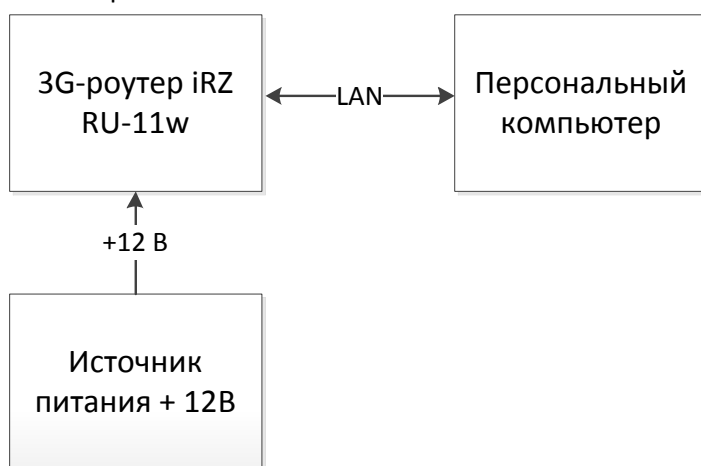 3G-роутер iRZ
RU-11w
LAN
Персональный
компьютер
+12 В
Источник
питания + 12В